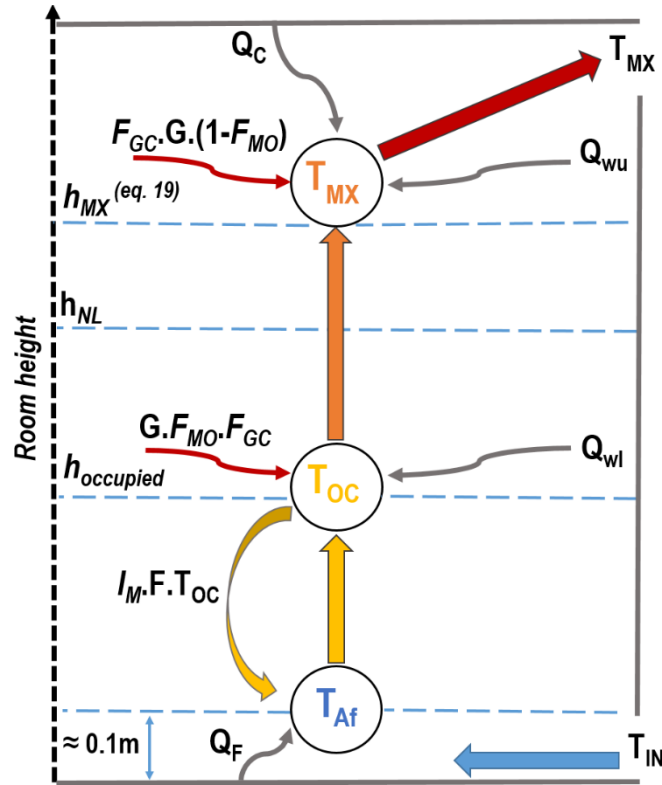 Q_C
T_MX
F_GC.G.(1-F_MO)
T_MX
Q_wu
h_MX (eq. 19)
h_NL
Room height
G.F_MO.F_GC
h_occupied
T_OC
Q_wl
I_M.F.T_OC
T_Af
≈ 0.1m
Q_F
T_IN